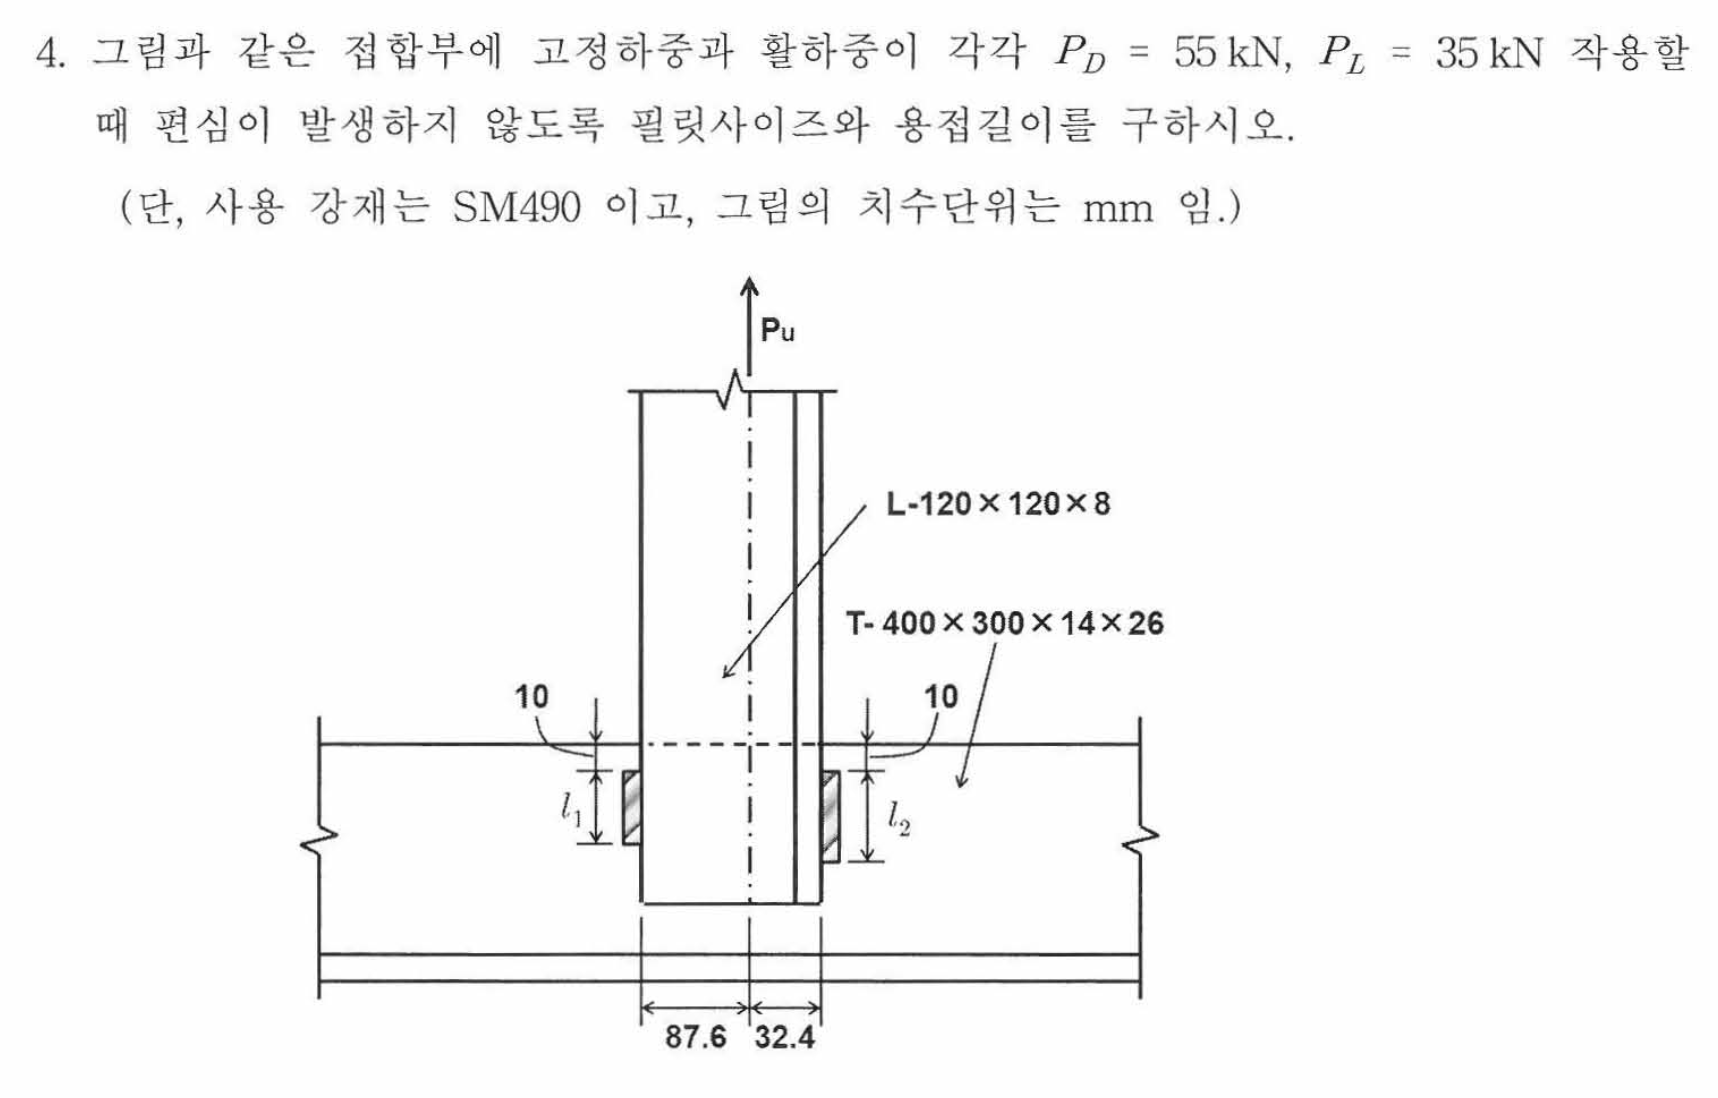 4. 그림과 같은 접합부에 고정하중과 활하중이 각각 P_D = 55 kN, P_L = 35 kN 작용할
때 편심이 발생하지 않도록 필릿사이즈와 용접길이를 구하시오.
(단, 사용 강재는 SM490 이고, 그림의 치수단위는 mm 임.)
Pu
L-120×120×8
T- 400×300×14×26
10
10
l₁
l₂
87.6
32.4